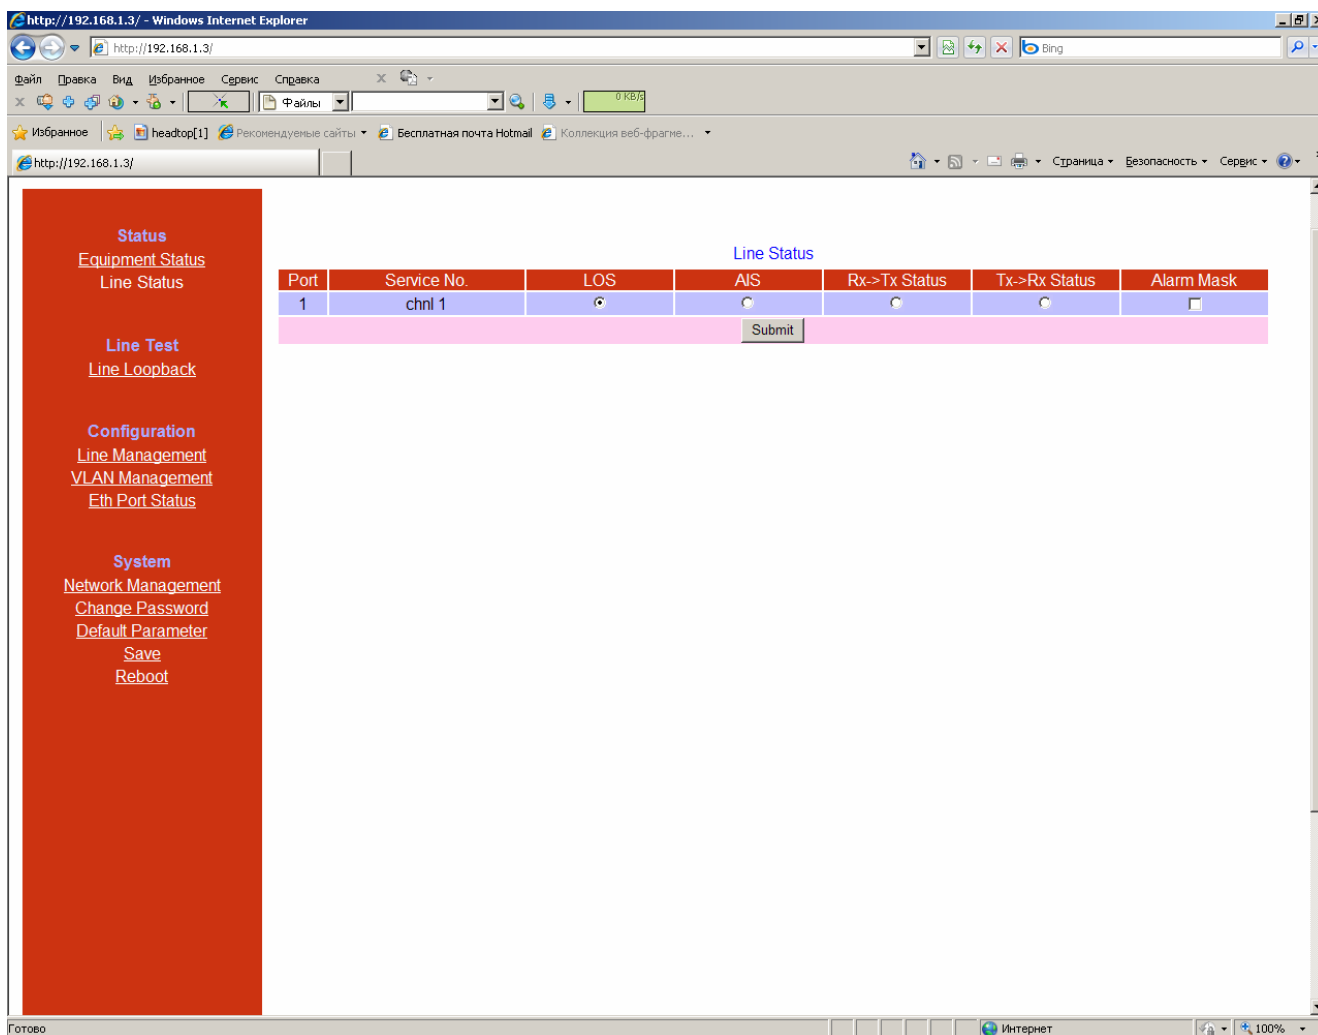 http://192.168.1.3/ - Windows Internet Explorer
http://192.168.1.3/
Bing
Файл Правка Вид Избранное Сервис Справка
Файлы
0 KB/s
Избранное headtop[1] Рекомендуемые сайты Бесплатная почта Hotmail Коллекция веб-фрагме...
http://192.168.1.3/
Страница Безопасность Сервис
Status
Equipment Status
Line Status
Line Test
Line Loopback
Configuration
Line Management
VLAN Management
Eth Port Status
System
Network Management
Change Password
Default Parameter
Save
Reboot
Line Status
Port Service No. LOS AIS Rx->Tx Status Tx->Rx Status Alarm Mask
1 chnl 1
Submit
Готово
Интернет
100%